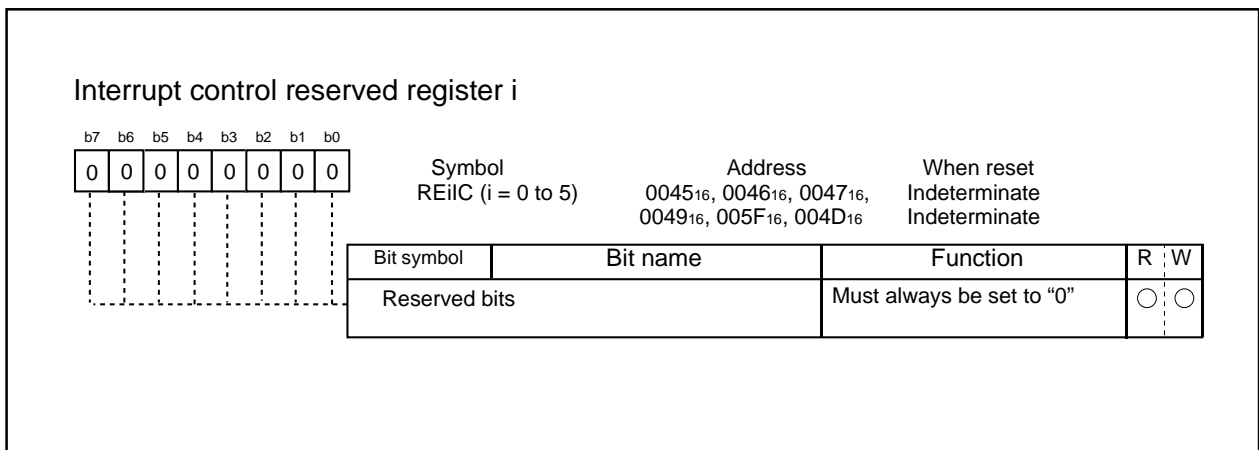 Interrupt control reserved register i
b7 b6 b5 b4 b3 b2 b1 b0
0 0 0 0 0 0 0 0
Symbol Address When reset
REiIC (i = 0 to 5) 004516, 004616, 004716, Indeterminate
004916, 005F16, 004D16 Indeterminate
Bit symbol Bit name Function R W
Reserved bits Must always be set to “0” ○ ○